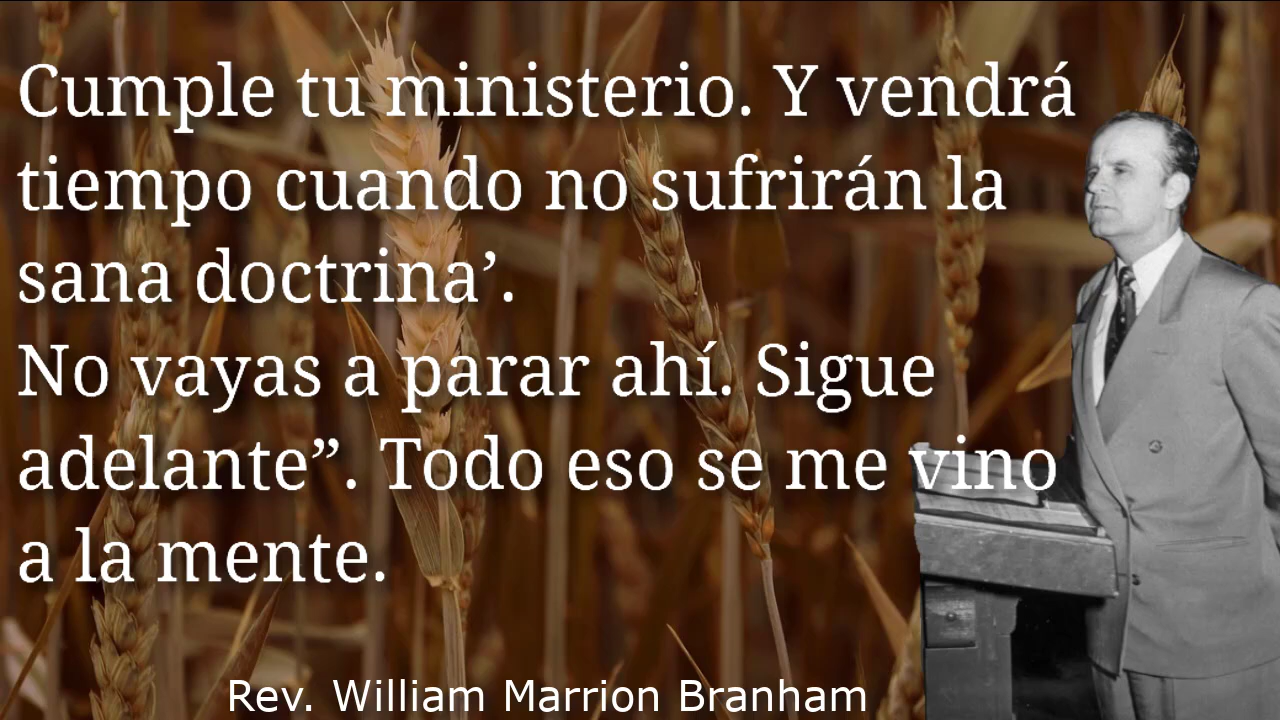 Cumple tu ministerio. Y vendrá
tiempo cuando no sufrirán la
sana doctrina’.
No vayas a parar ahí. Sigue
adelante”. Todo eso se me vino
a la mente.
Rev. William Marrion Branham